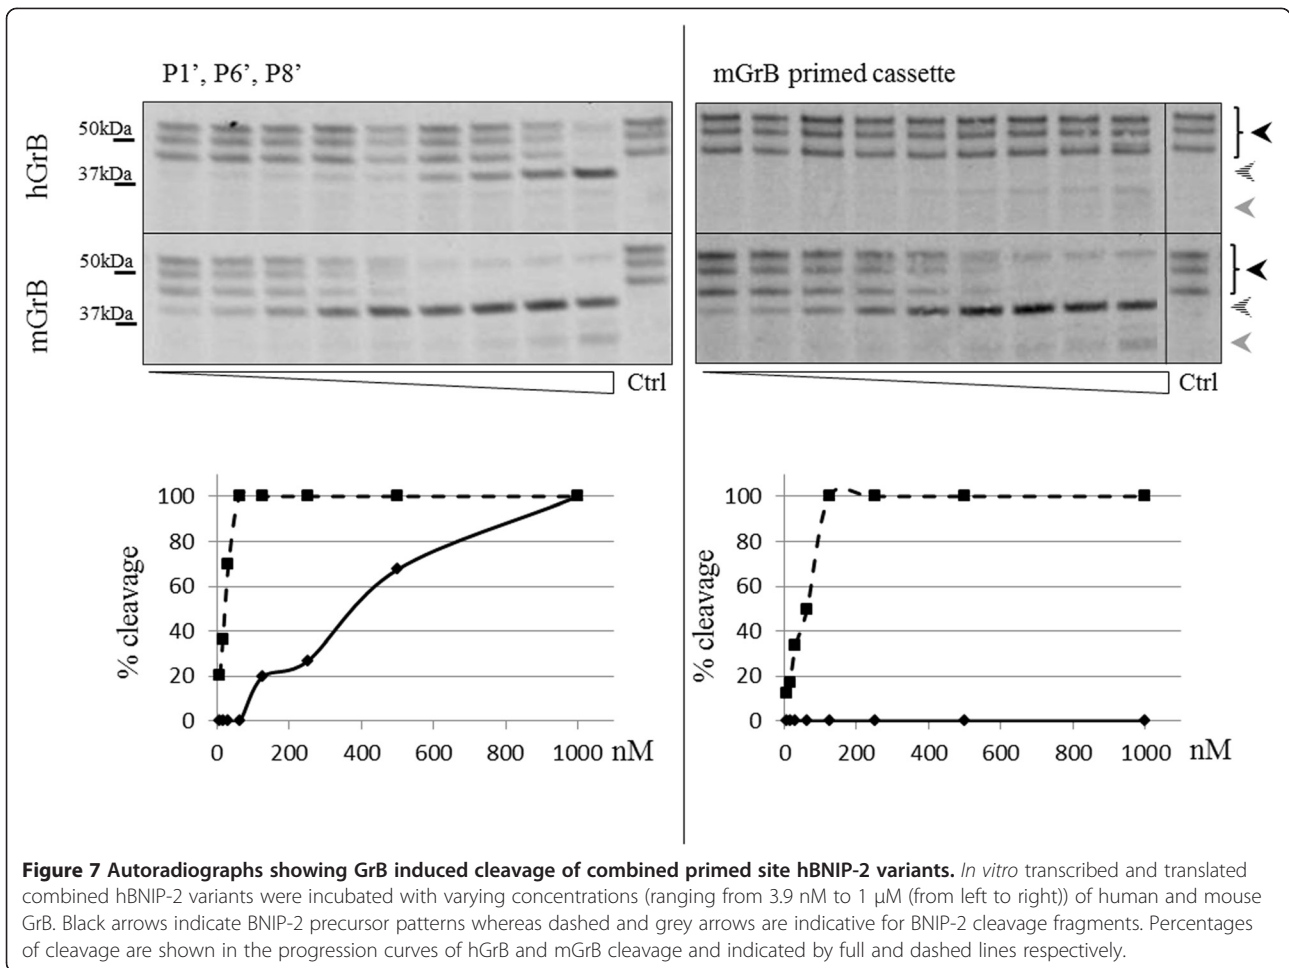 P1’, P6’, P8’
mGrB primed cassette
hGrB
50kDa
37kDa
mGrB
50kDa
37kDa
Ctrl
Ctrl
% cleavage
100
80
60
40
20
0
0 200 400 600 800 1000 nM
% cleavage
100
80
60
40
20
0
0 200 400 600 800 1000 nM
Figure 7 Autoradiographs showing GrB induced cleavage of combined primed site hBNIP-2 variants. In vitro transcribed and translated
combined hBNIP-2 variants were incubated with varying concentrations (ranging from 3.9 nM to 1 μM (from left to right)) of human and mouse
GrB. Black arrows indicate BNIP-2 precursor patterns whereas dashed and grey arrows are indicative for BNIP-2 cleavage fragments. Percentages
of cleavage are shown in the progression curves of hGrB and mGrB cleavage and indicated by full and dashed lines respectively.